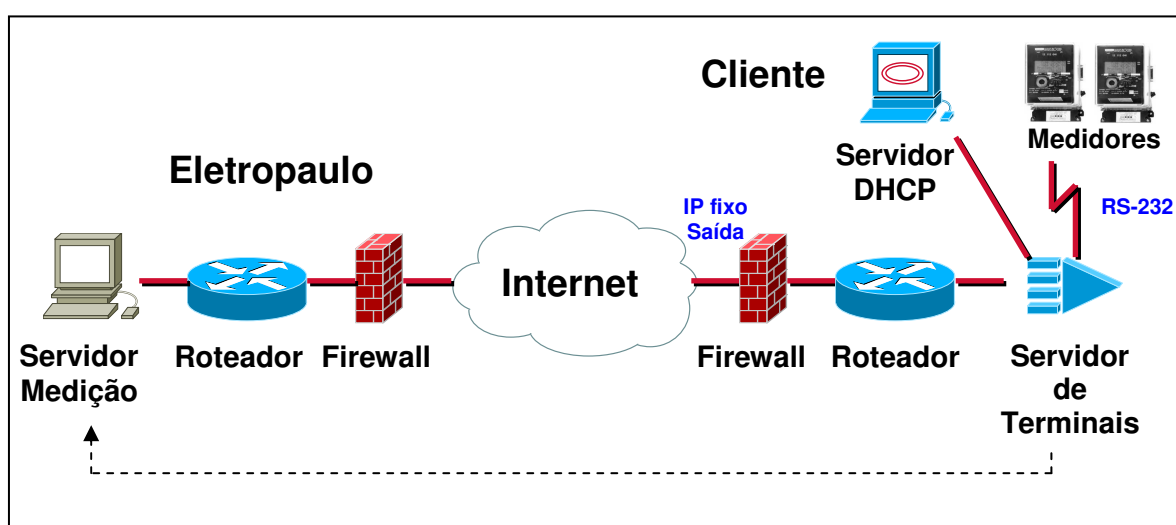 Cliente
Medidores
Servidor
DHCP
Eletropaulo
IP fixo
Saída
RS-232
Internet
Servidor
Medição
Roteador
Firewall
Firewall
Roteador
Servidor
de
Terminais